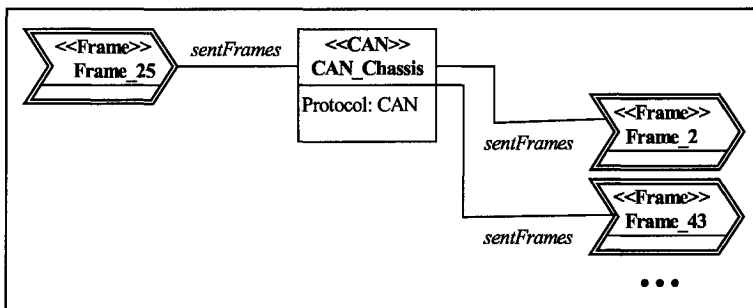 <<Frame>>
Frame_25
sentFrames
<<CAN>>
CAN_Chassis
Protocol: CAN
sentFrames
<<Frame>>
Frame_2
sentFrames
<<Frame>>
Frame_43
• • •